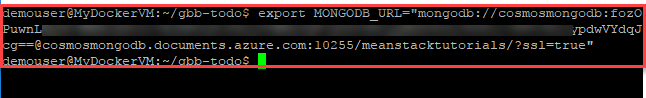 demouser@MyDockerVM:~/gbb-todo$ export MONGODB_URL="mongodb://cosmosmongodb:fozO
PuwnL ypdwVYdqJ
cg==@cosmosmongodb.documents.azure.com:10255/meanstacktutorials/?ssl=true"
demouser@MyDockerVM:~/gbb-todo$